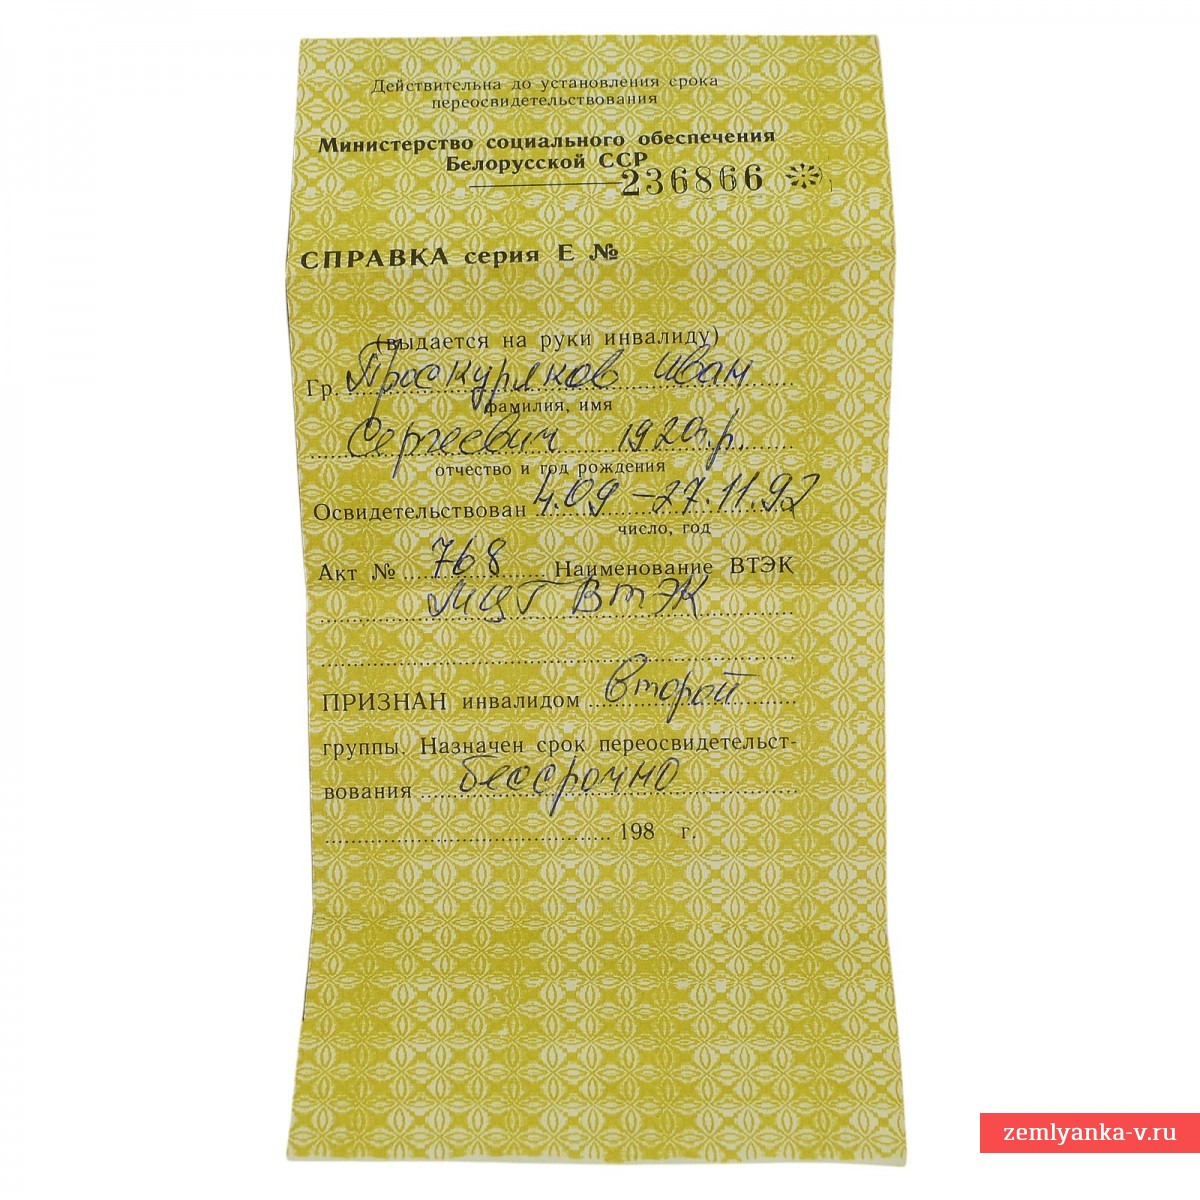 Действительна до установления срока
переосвидетельствования
Министерство социального обеспечения
Белорусской ССР
236866
СПРАВКА серия Е №
(выдается на руки инвалиду)
Гр. Проскуряков Иван
фамилия, имя
Сергеевич 1920г.р.
отчество и год рождения
Освидетельствован 4.09 – 27.11.92
число, год
Акт № 768 Наименование ВТЭК
МЦГ ВТЭК
ПРИЗНАН инвалидом второй
группы. Назначен срок переосвидетельст-
вования бессрочно
198 г.
zemlyanka-v.ru